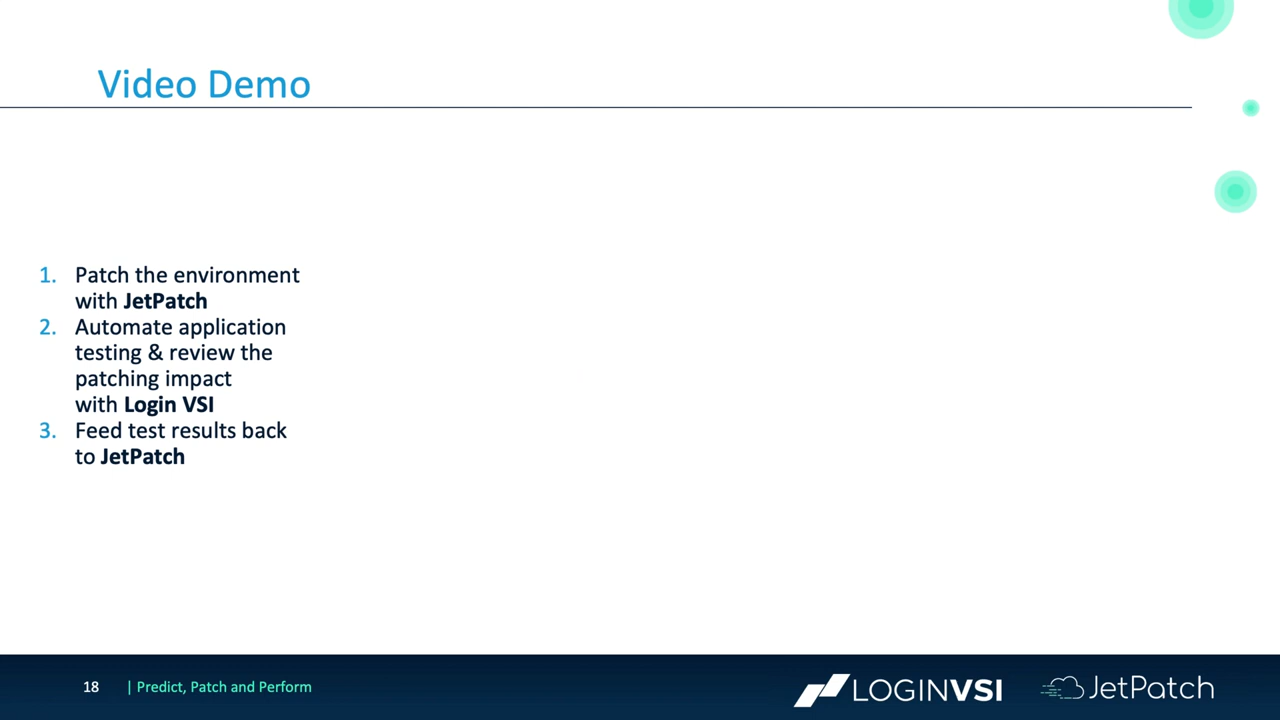 Video Demo
1. Patch the environment
with JetPatch
2. Automate application
testing & review the
patching impact
with Login VSI
3. Feed test results back
to JetPatch
18 | Predict, Patch and Perform
LOGINVSI
JetPatch